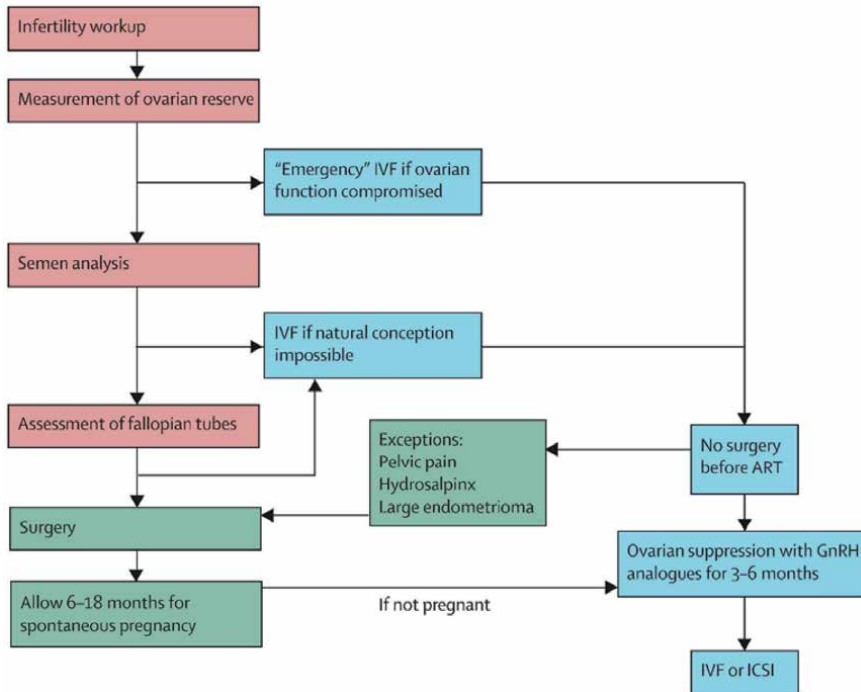 Infertility workup
Measurement of ovarian reserve
“Emergency” IVF if ovarian
function compromised
Semen analysis
IVF if natural conception
impossible
Assessment of fallopian tubes
Exceptions:
Pelvic pain
Hydrosalpinx
Large endometrioma
No surgery
before ART
Surgery
Ovarian suppression with GnRH
analogues for 3–6 months
Allow 6–18 months for
spontaneous pregnancy
If not pregnant
IVF or ICSI